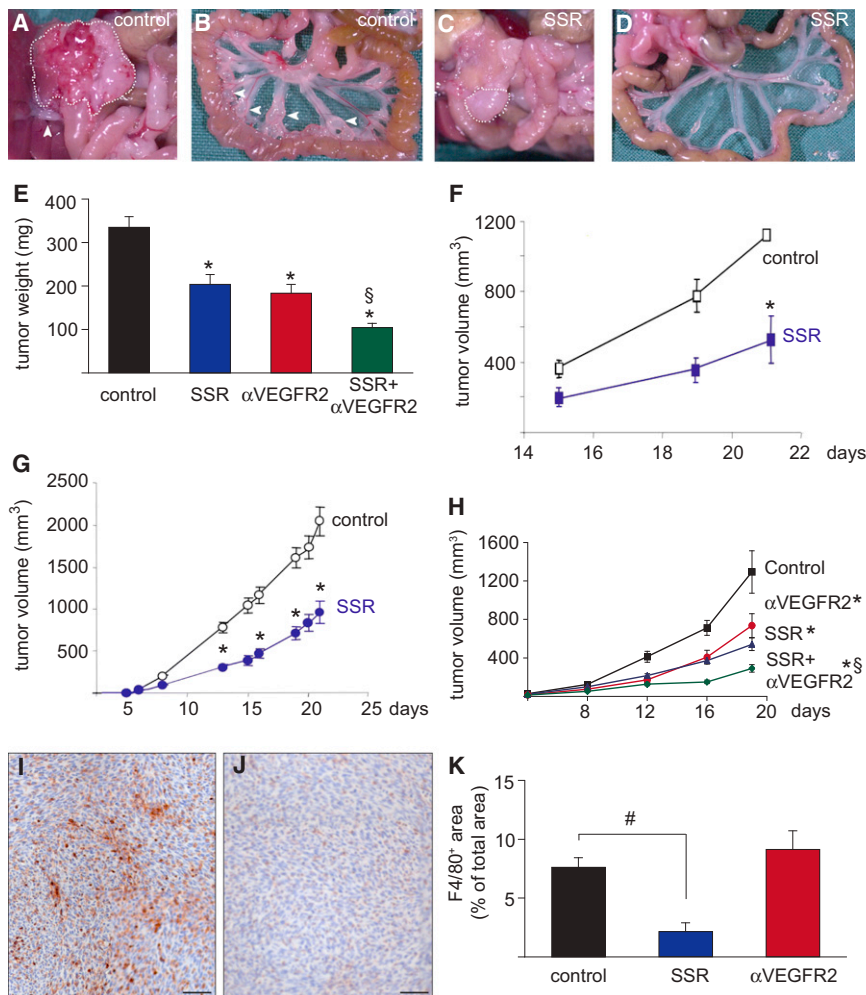 A control
B control
C SSR
D SSR
E
tumor weight (mg)
400
300
200
100
*
*
§
*
control
SSR
αVEGFR2
SSR+
αVEGFR2
F
tumor volume (mm³)
1200
800
400
control
*
SSR
14 16 18 20 22 days
G
tumor volume (mm³)
2500
2000
1500
1000
500
control
SSR
* * * *
5 10 15 20 25 days
H
tumor volume (mm³)
1600
1200
800
400
Control
αVEGFR2*
SSR*
SSR+
αVEGFR2 *§
8 12 16 20 days
I
J
K
F4/80⁺ area
(% of total area)
15
10
5
#
control
SSR
αVEGFR2